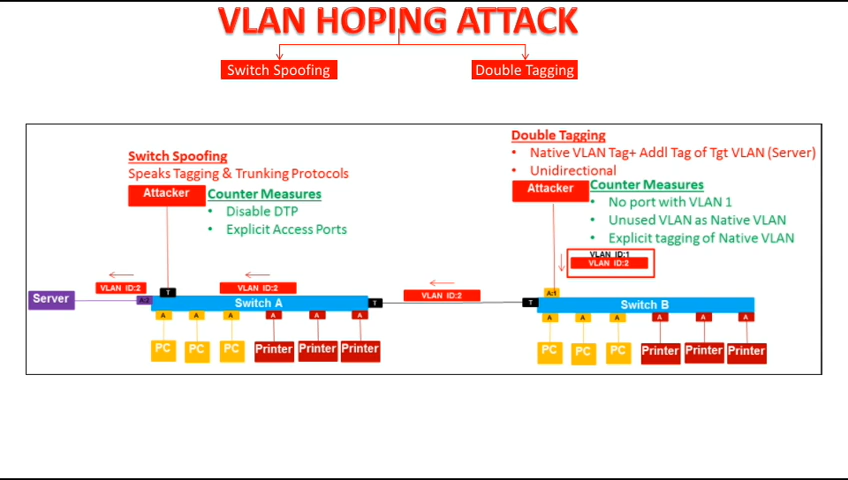 VLAN HOPING ATTACK
Switch Spoofing
Double Tagging
Switch Spoofing
Speaks Tagging & Trunking Protocols
Attacker
Counter Measures
• Disable DTP
• Explicit Access Ports
Double Tagging
• Native VLAN Tag+ Addl Tag of Tgt VLAN (Server)
• Unidirectional
Attacker
Counter Measures
• No port with VLAN 1
• Unused VLAN as Native VLAN
• Explicit tagging of Native VLAN
VLAN ID:1
VLAN ID:2
Server
VLAN ID:2
A:2
T
VLAN ID:2
Switch A
T
VLAN ID:2
T
A:1
Switch B
A A A A A A
PC PC PC Printer Printer Printer
A A A A A A
PC PC PC Printer Printer Printer